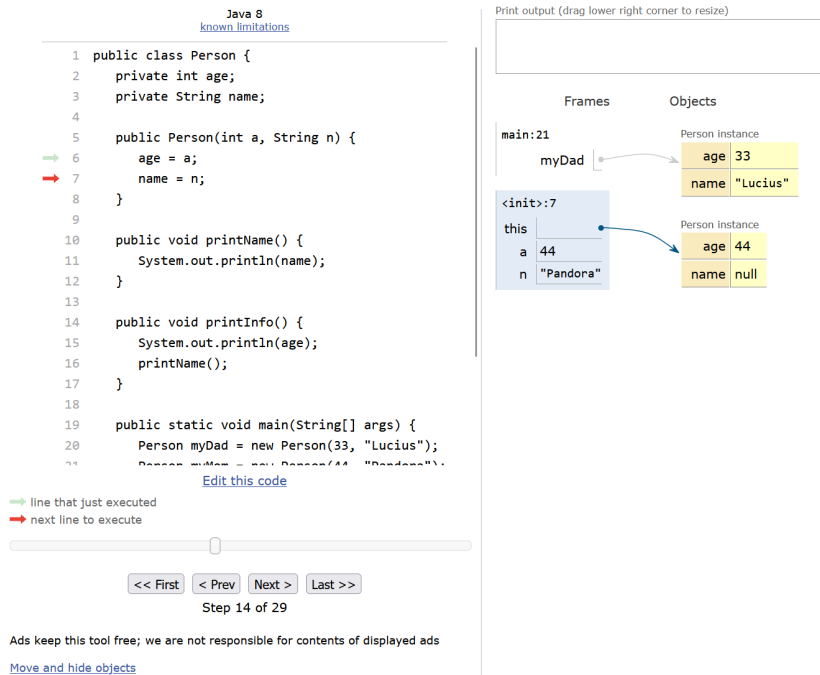 Java 8
known limitations
1 public class Person {
2 private int age;
3 private String name;
4
5 public Person(int a, String n) {
6 age = a;
7 name = n;
8 }
9
10 public void printName() {
11 System.out.println(name);
12 }
13
14 public void printInfo() {
15 System.out.println(age);
16 printName();
17 }
18
19 public static void main(String[] args) {
20 Person myDad = new Person(33, "Lucius");
21 Person myMom = new Person(44, "Pandora");
Edit this code
line that just executed
next line to execute
<< First < Prev Next > Last >>
Step 14 of 29
Ads keep this tool free; we are not responsible for contents of displayed ads
Move and hide objects
Print output (drag lower right corner to resize)
Frames Objects
main:21
myDad
Person instance
age 33
name "Lucius"
<init>:7
this
a 44
n "Pandora"
Person instance
age 44
name null